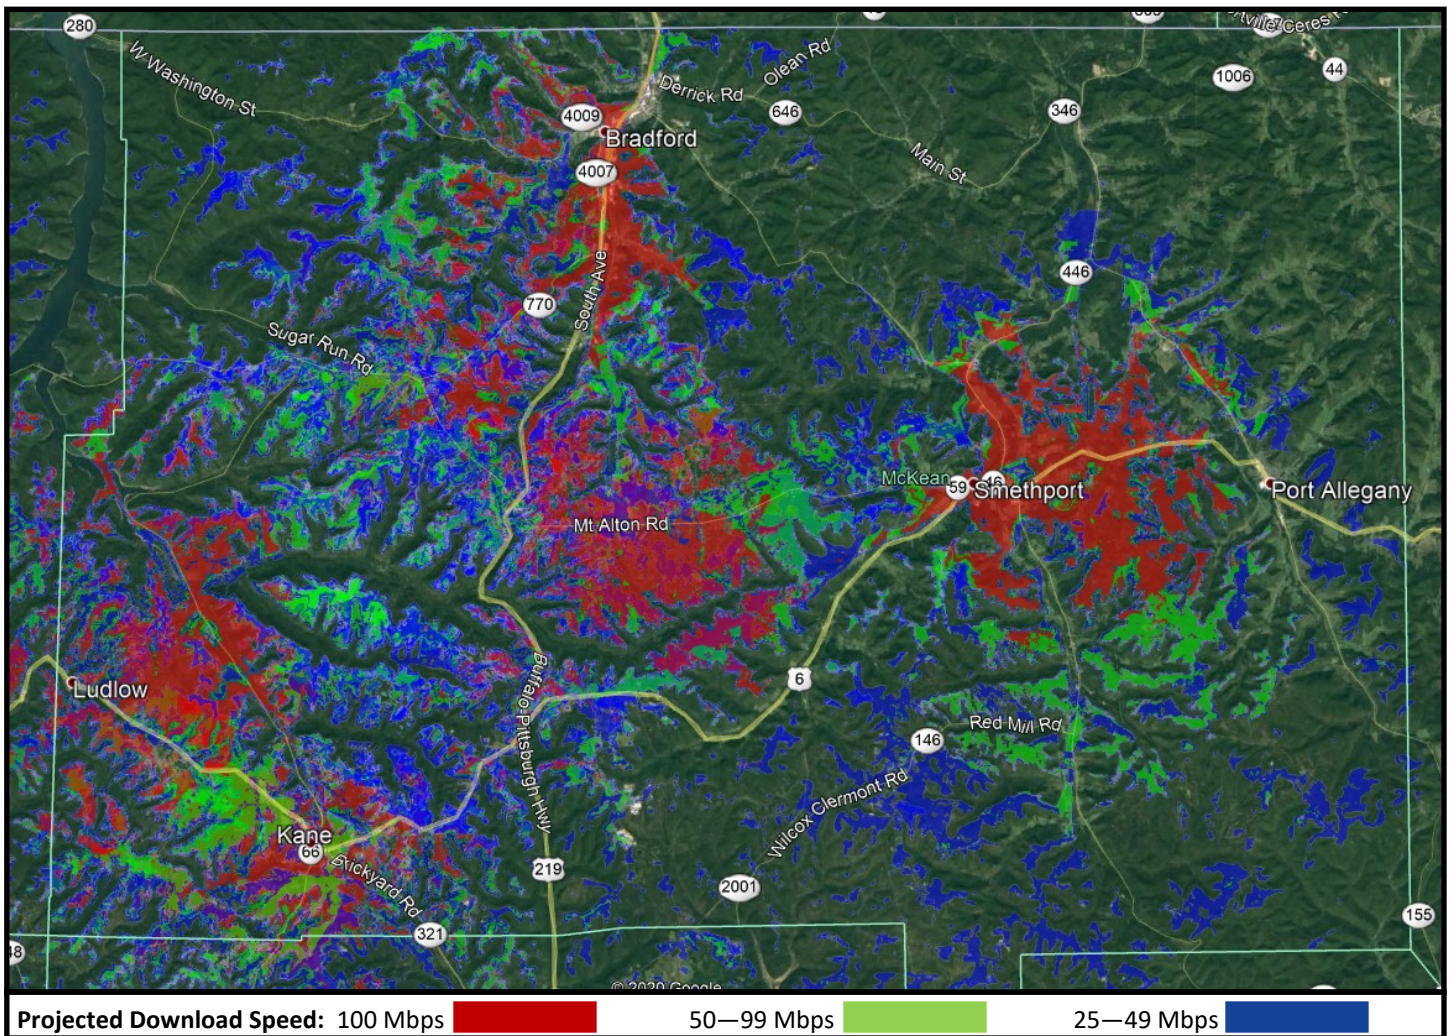 280
W Washington St
Derrick Rd
Olean Rd
646
346
1006
44
4009
Bradford
4007
Main St
446
770
South Ave
Sugar Run Rd
McKean
59
46
Smethport
Port Allegany
Mt Alton Rd
Ludlow
6
Buffalo-Pittsburgh Hwy
Red Mill Rd
146
Wilcox Clermont Rd
Kane
66
Brickyard Rd
219
2001
321
155
© 2020 Google
Projected Download Speed: 100 Mbps 50—99 Mbps 25—49 Mbps